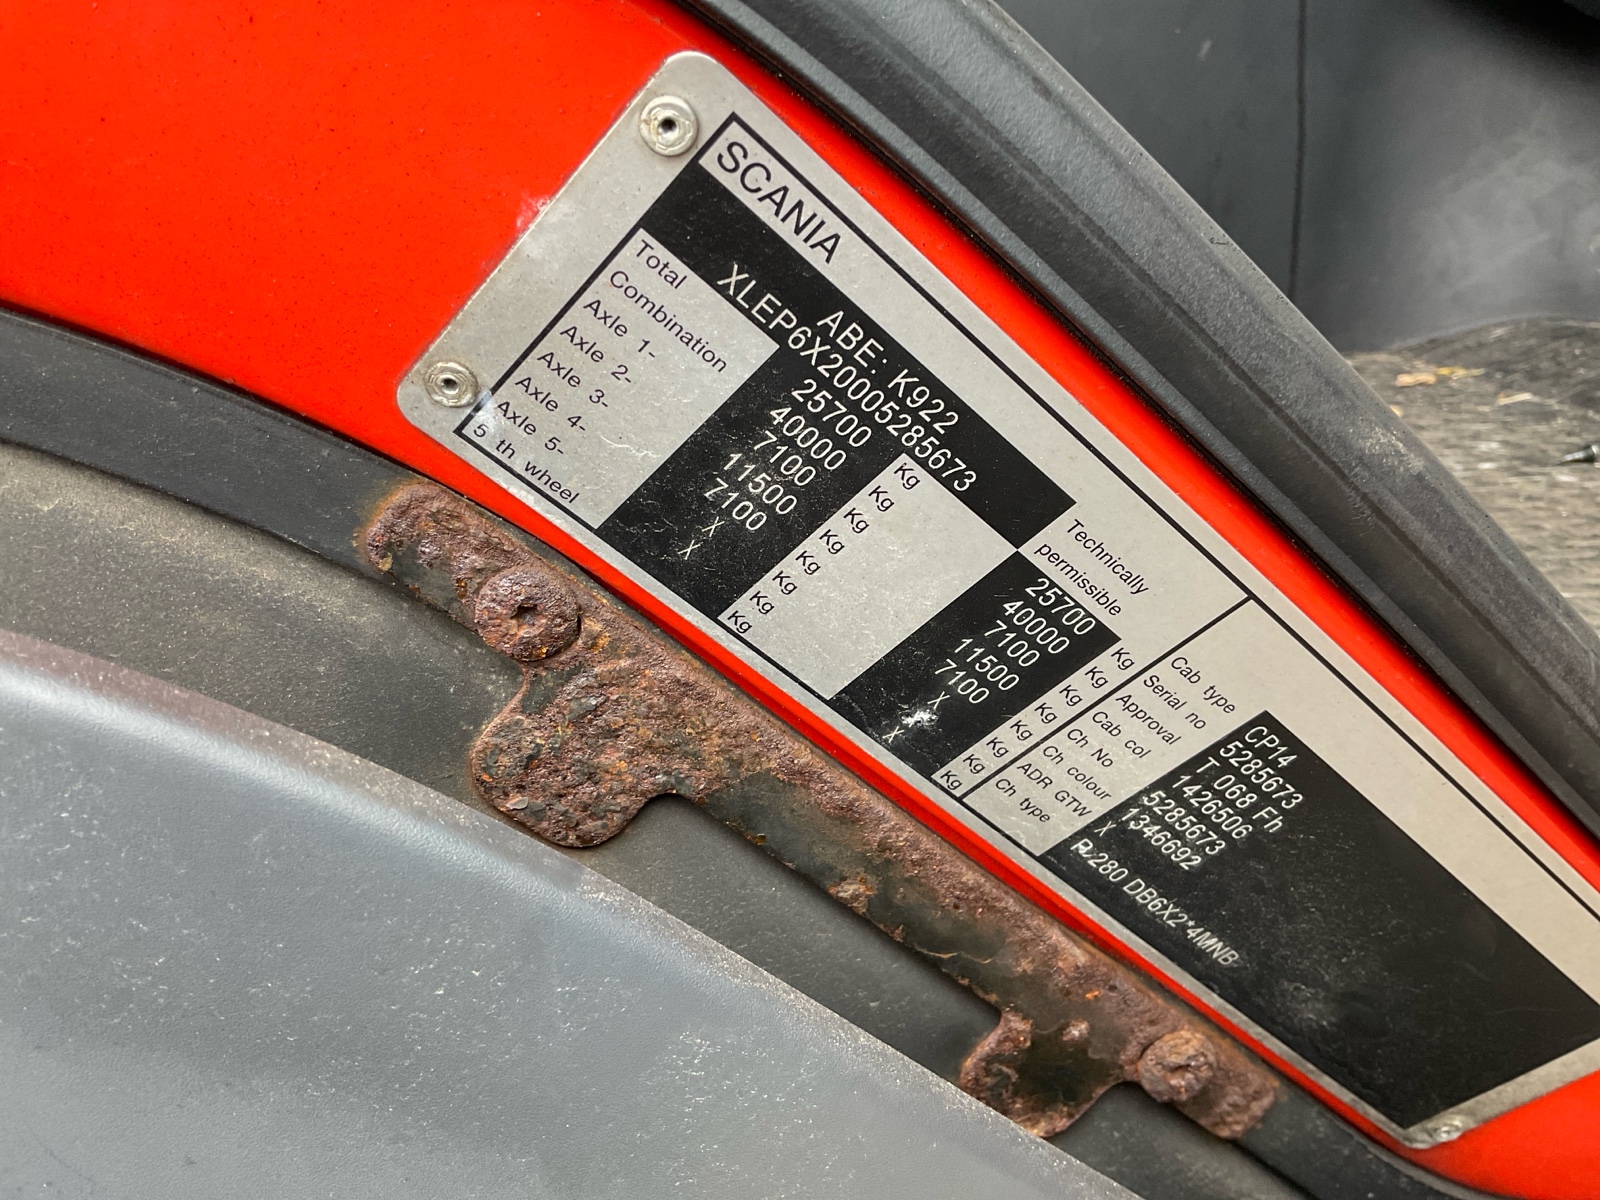 SCANIA
ABE: K922
XLEP6X20005285673
Technically
permissible
Total 25700 Kg 25700 Kg
Combination 40000 Kg 40000 Kg
Axle 1- 7100 Kg 7100 Kg
Axle 2- 11500 Kg 11500 Kg
Axle 3- 7100 Kg 7100 Kg
Axle 4- X Kg X Kg
Axle 5- X Kg Kg
5 th wheel Kg X Kg
Cab type CP14
Serial no 5285673
Approval T 068 Fh
Cab col 1426506
Ch No 5285673
Ch colour 1346692
ADR GTW X
Ch type 280 DB6X2*4MNB